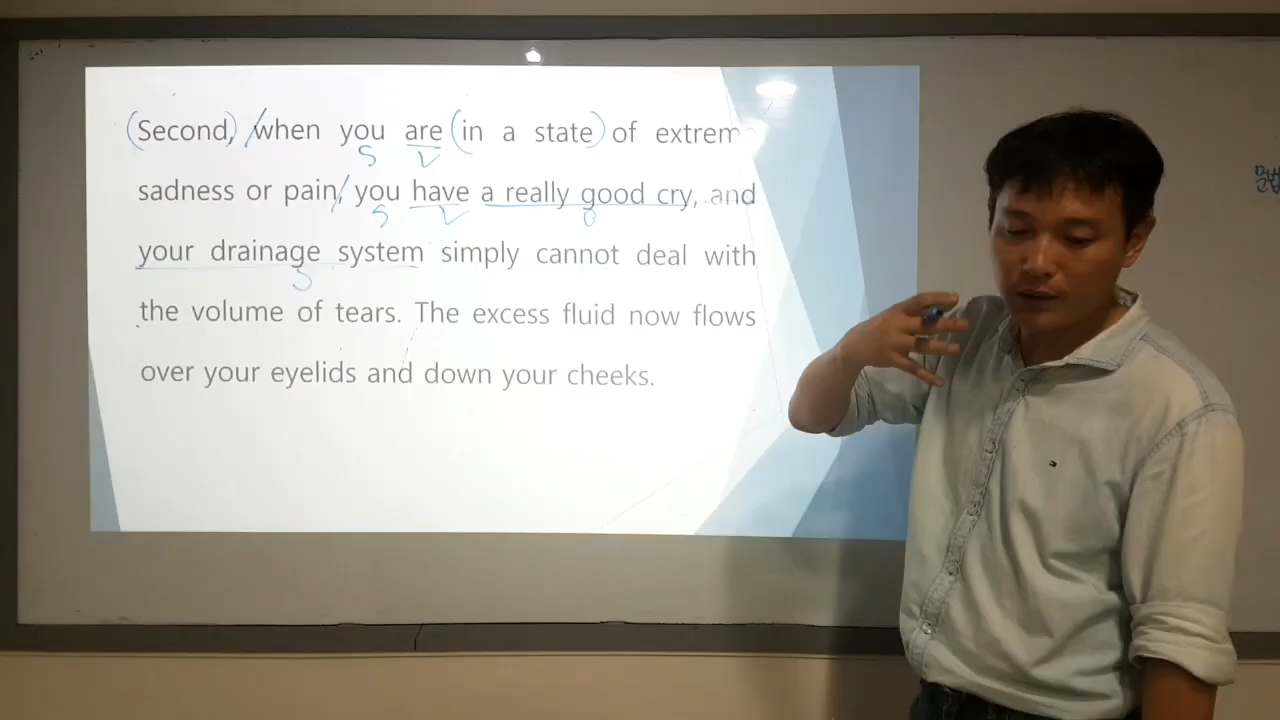 (Second), when you are (in a state) of extreme
S V
sadness or pain, you have a really good cry, and
S V O
your drainage system simply cannot deal with
S
the volume of tears. The excess fluid now flows
over your eyelids and down your cheeks.